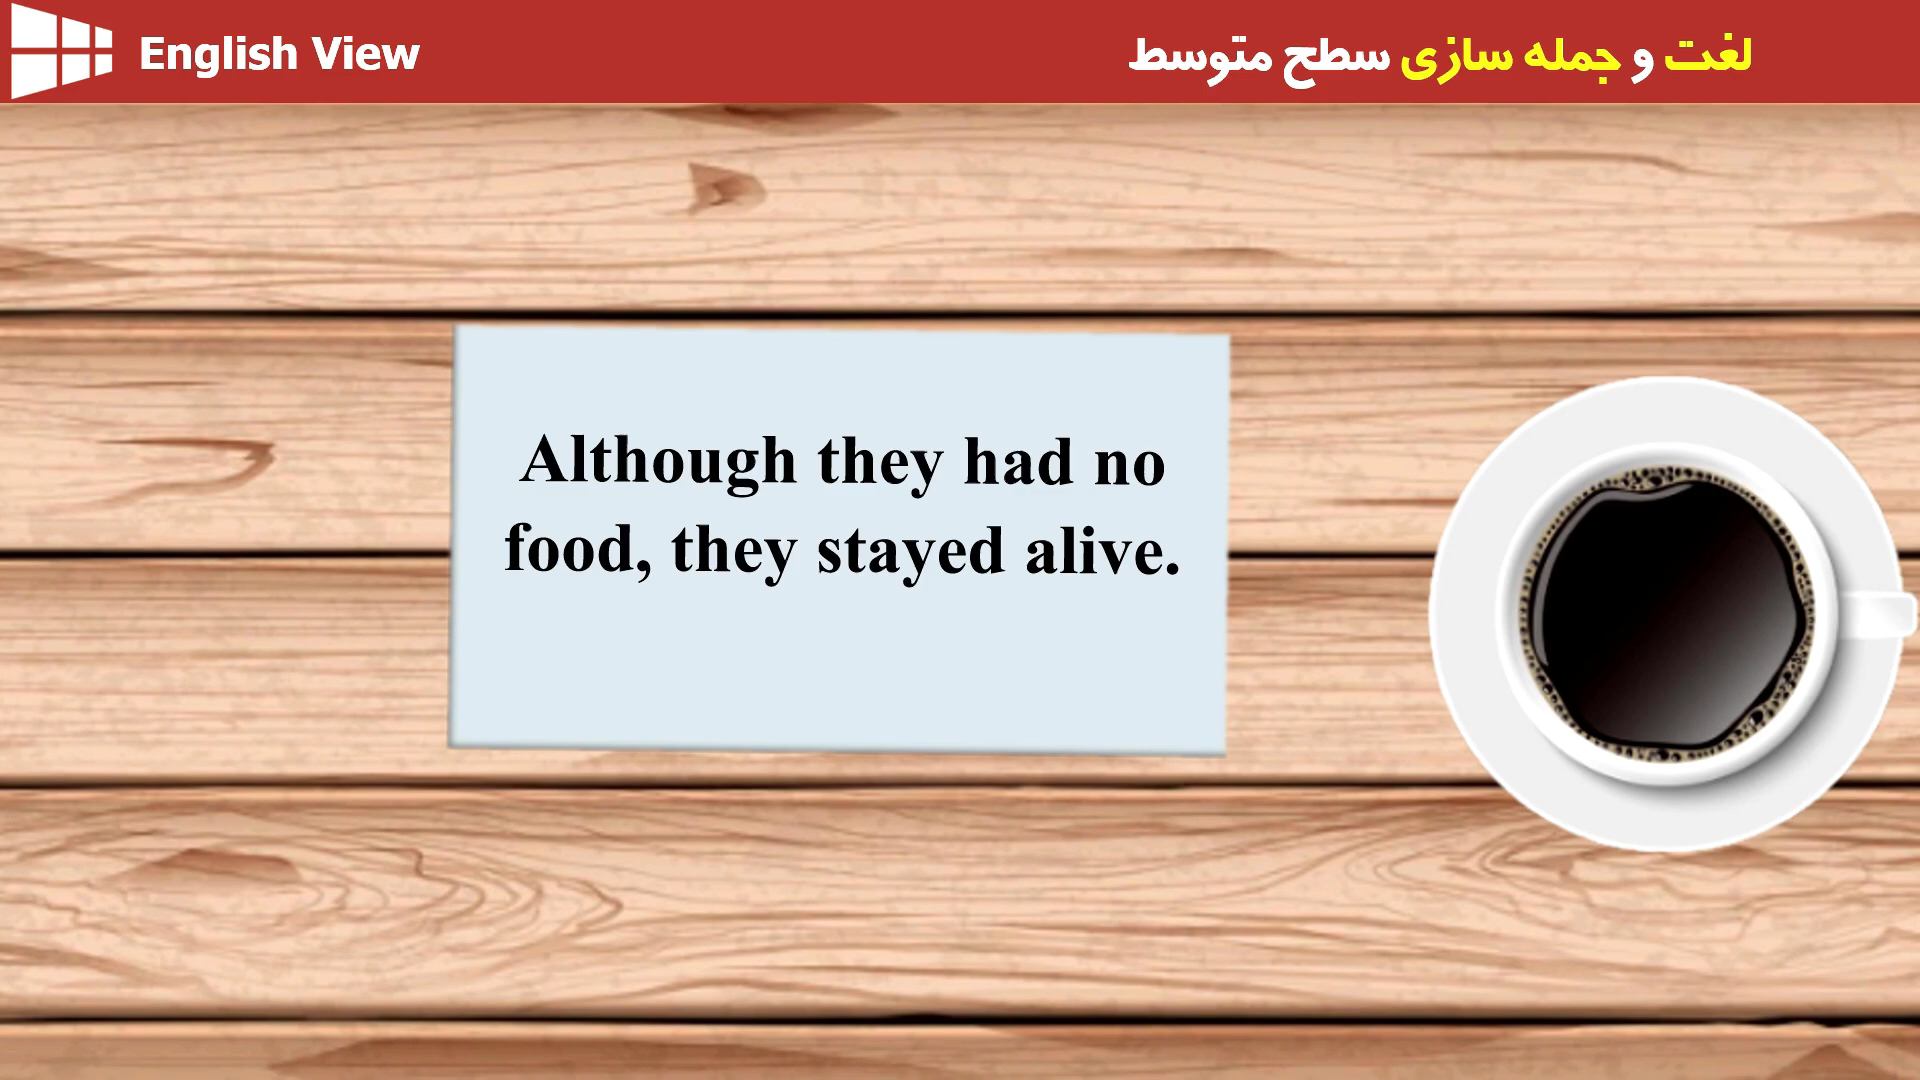 English View
لغت و جمله سازی سطح متوسط
Although they had no
food, they stayed alive.